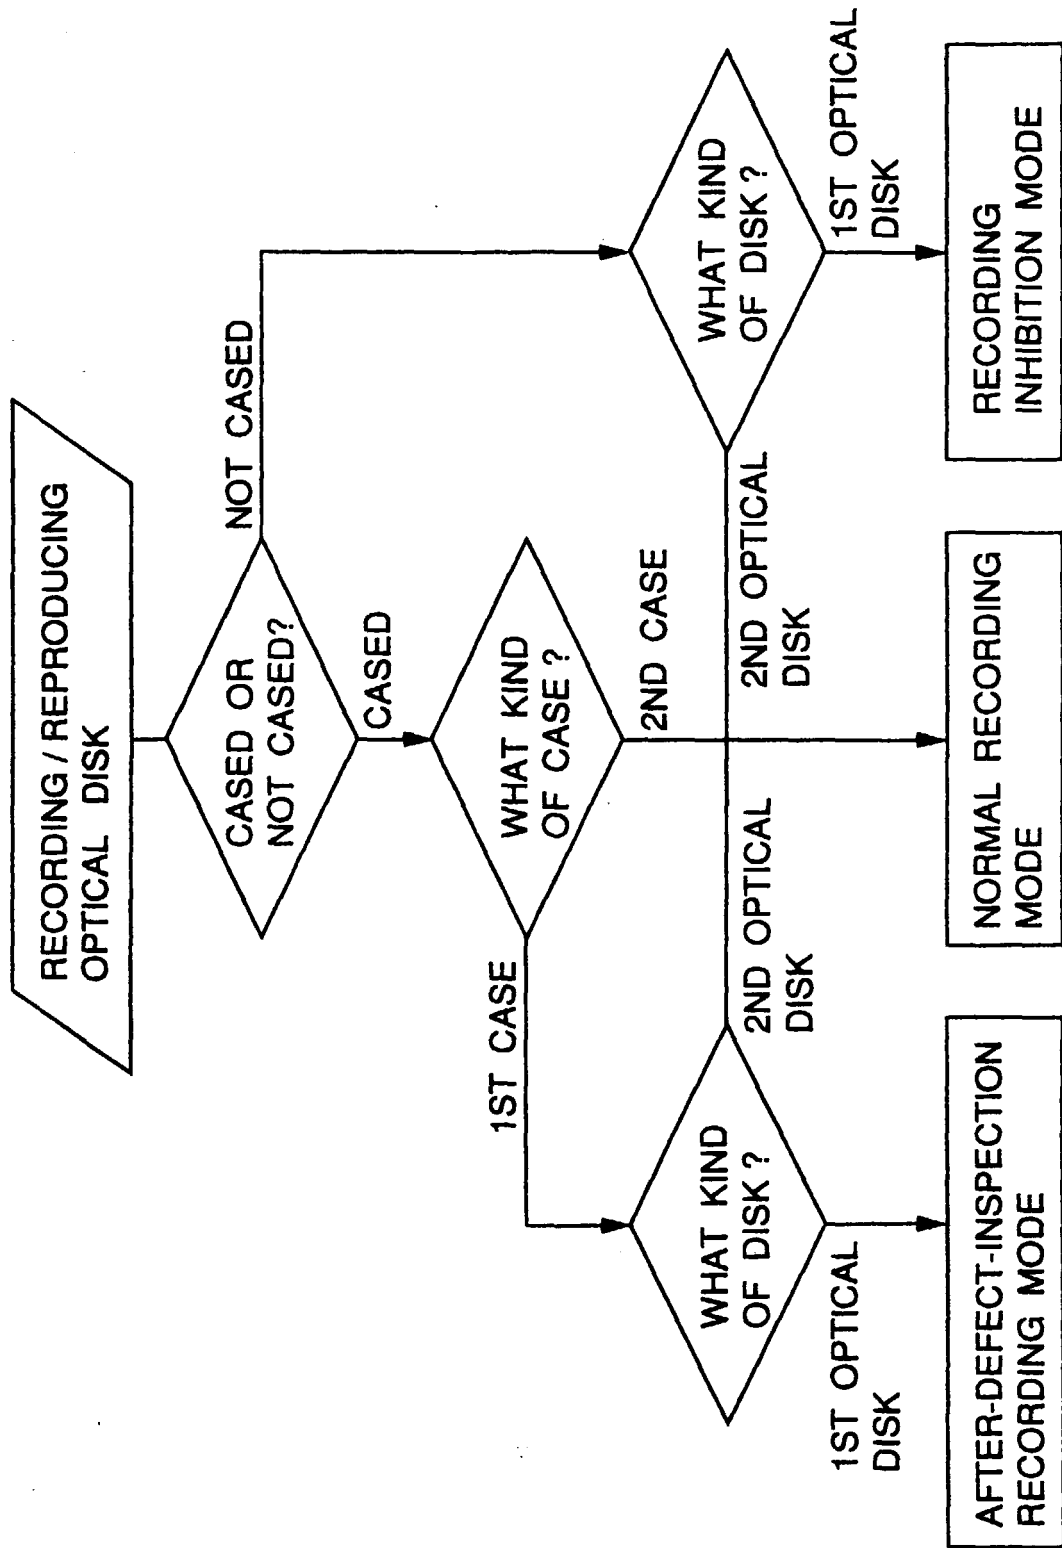 RECORDING / REPRODUCING
OPTICAL DISK
CASED OR
NOT CASED?
NOT CASED
CASED
WHAT KIND
OF CASE ?
1ST CASE
2ND CASE
WHAT KIND
OF DISK ?
2ND OPTICAL
DISK
2ND OPTICAL
DISK
WHAT KIND
OF DISK ?
1ST OPTICAL
DISK
1ST OPTICAL
DISK
AFTER-DEFECT-INSPECTION
RECORDING MODE
NORMAL RECORDING
MODE
RECORDING
INHIBITION MODE